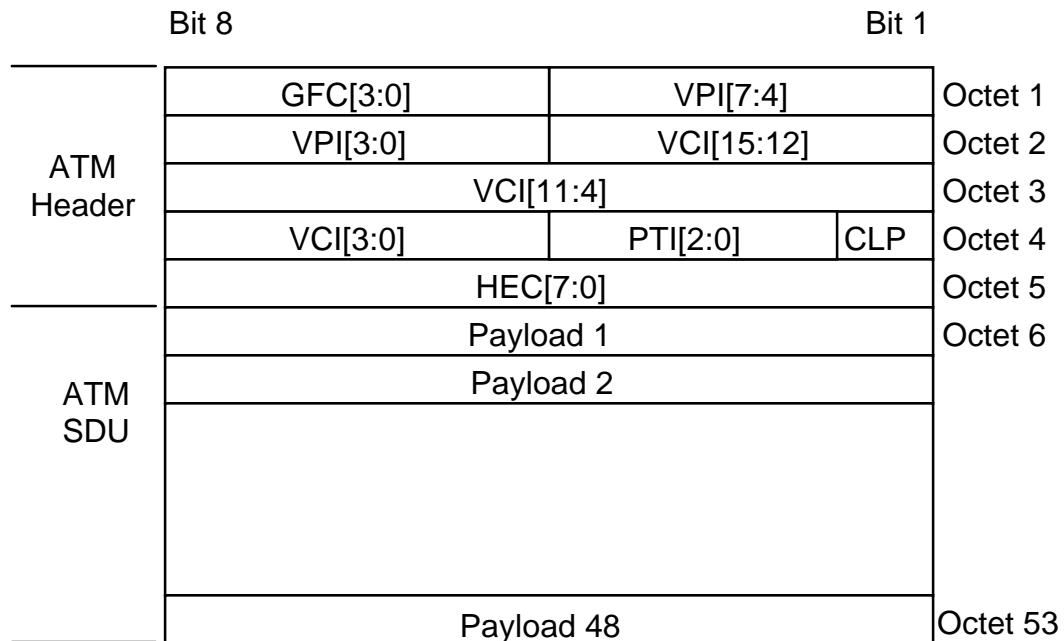 Bit 8 Bit 1
GFC[3:0] VPI[7:4] Octet 1
VPI[3:0] VCI[15:12] Octet 2
ATM
Header
VCI[11:4] Octet 3
VCI[3:0] PTI[2:0] CLP Octet 4
HEC[7:0] Octet 5
Payload 1 Octet 6
Payload 2
ATM
SDU
Payload 48 Octet 53